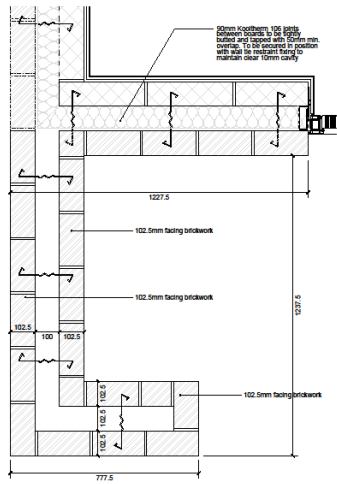 90mm Kooltherm 106 joints
between boards to be tightly
butted and tapped with 50mm min.
overlap. To be secured in position
with wall tie restraint fixing to
maintain clear 10mm cavity
1227.5
102.5mm facing brickwork
102.5mm facing brickwork
1237.5
102.5
100
102.5
102.5mm facing brickwork
102.5
102.5
102.5
777.5